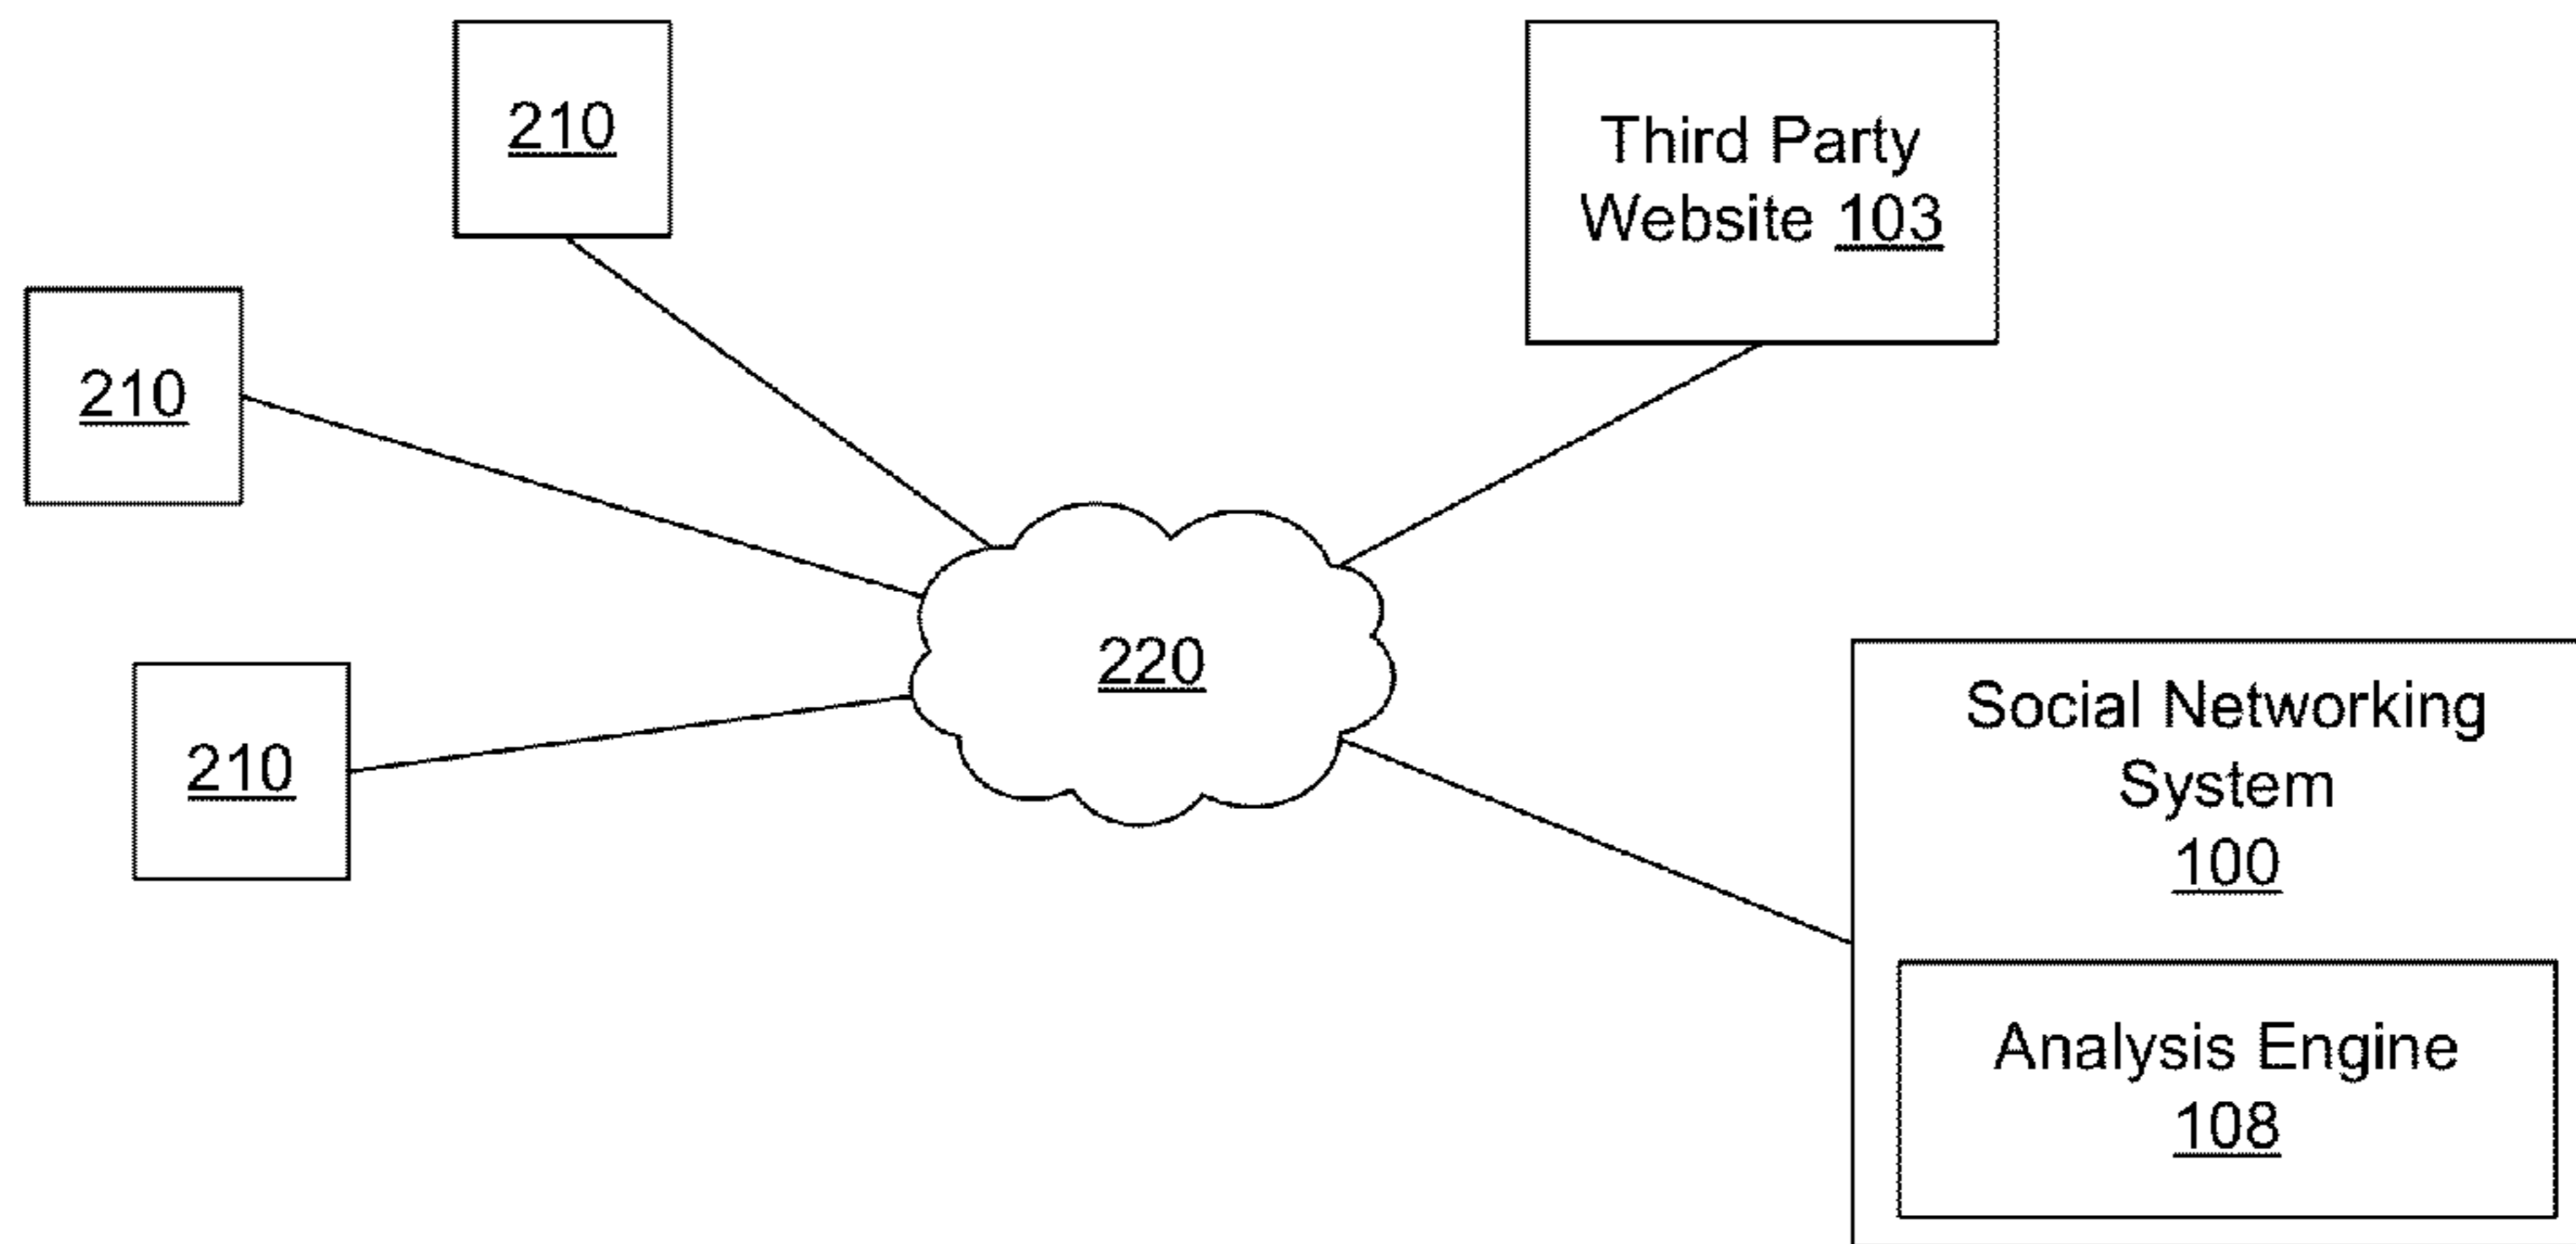 210
Third Party
Website 103
210
220
210
Social Networking
System
100
Analysis Engine
108